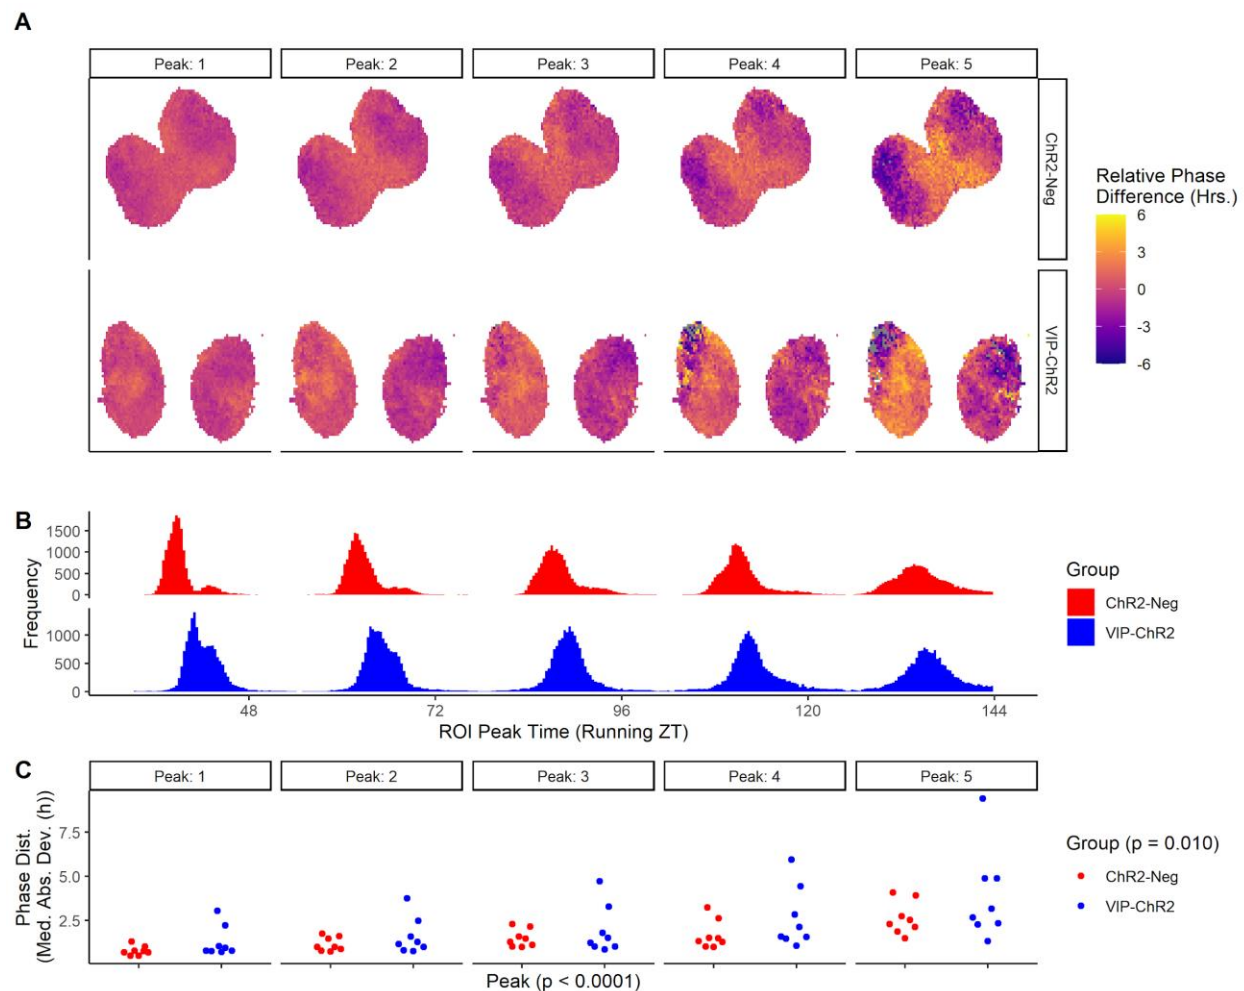 A
Peak: 1 Peak: 2 Peak: 3 Peak: 4 Peak: 5
ChR2-Neg
VIP-ChR2
Relative Phase
Difference (Hrs.)
6
3
0
-3
-6
B
Frequency
1500
1000
500
0
1000
500
0
48 72 96 120 144
ROI Peak Time (Running ZT)
Group
ChR2-Neg
VIP-ChR2
C
Peak: 1 Peak: 2 Peak: 3 Peak: 4 Peak: 5
Phase Dist.
(Med. Abs. Dev. (h))
7.5
5.0
2.5
Peak (p < 0.0001)
Group (p = 0.010)
ChR2-Neg
VIP-ChR2